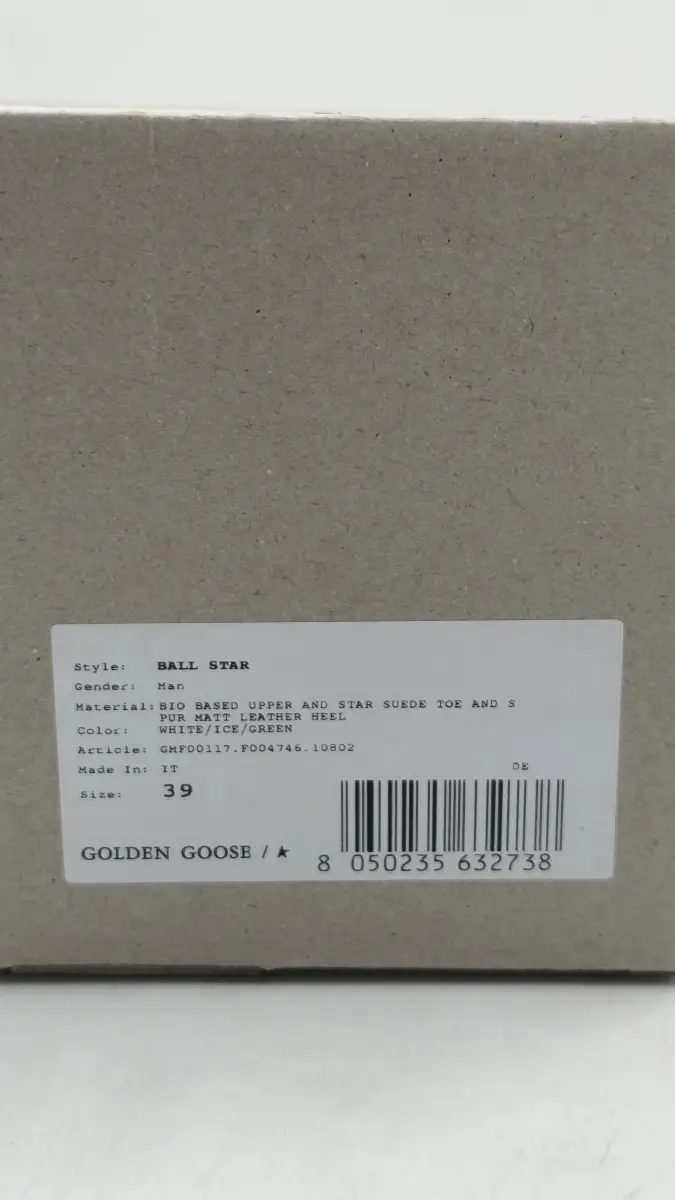 Style: BALL STAR
Gender: Man
Material: BIO BASED UPPER AND STAR SUEDE TOE AND S
PUR MATT LEATHER HEEL
Color: WHITE/ICE/GREEN
Article: GMF00117.F004746.10802
Made In: IT
DE
Size: 39
GOLDEN GOOSE / ★
8 050235 632738